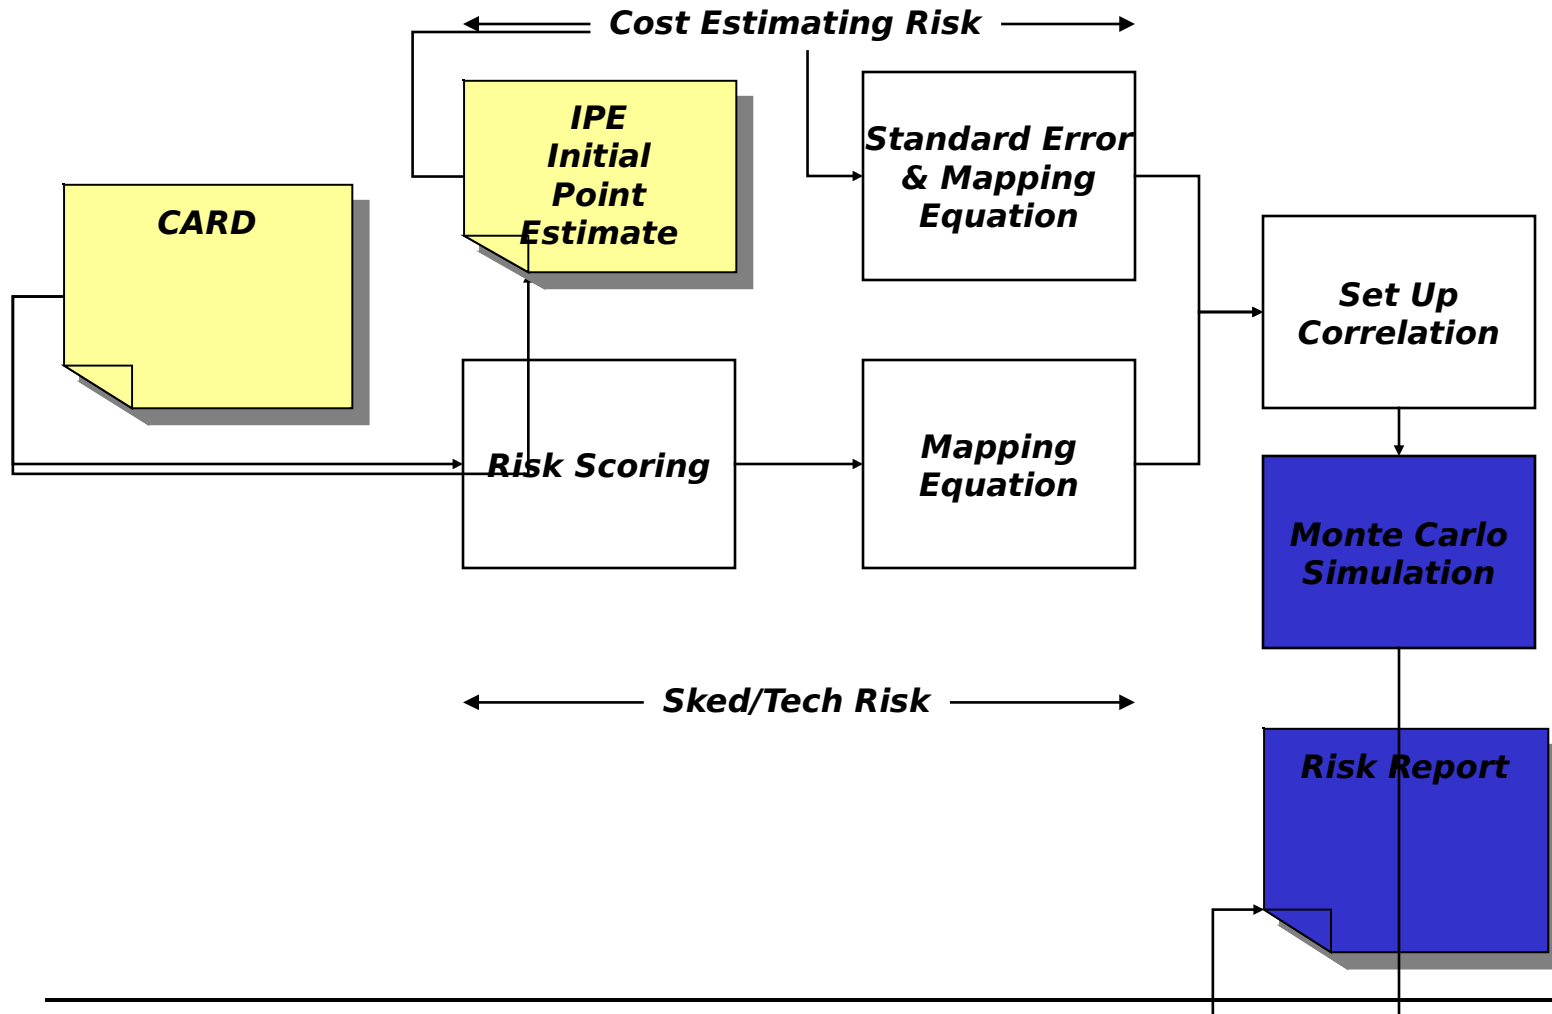 Cost Estimating Risk
IPE
Initial
Point
Estimate
Standard Error
& Mapping
Equation
CARD
Set Up
Correlation
Risk Scoring
Mapping
Equation
Monte Carlo
Simulation
Sked/Tech Risk
Risk Report